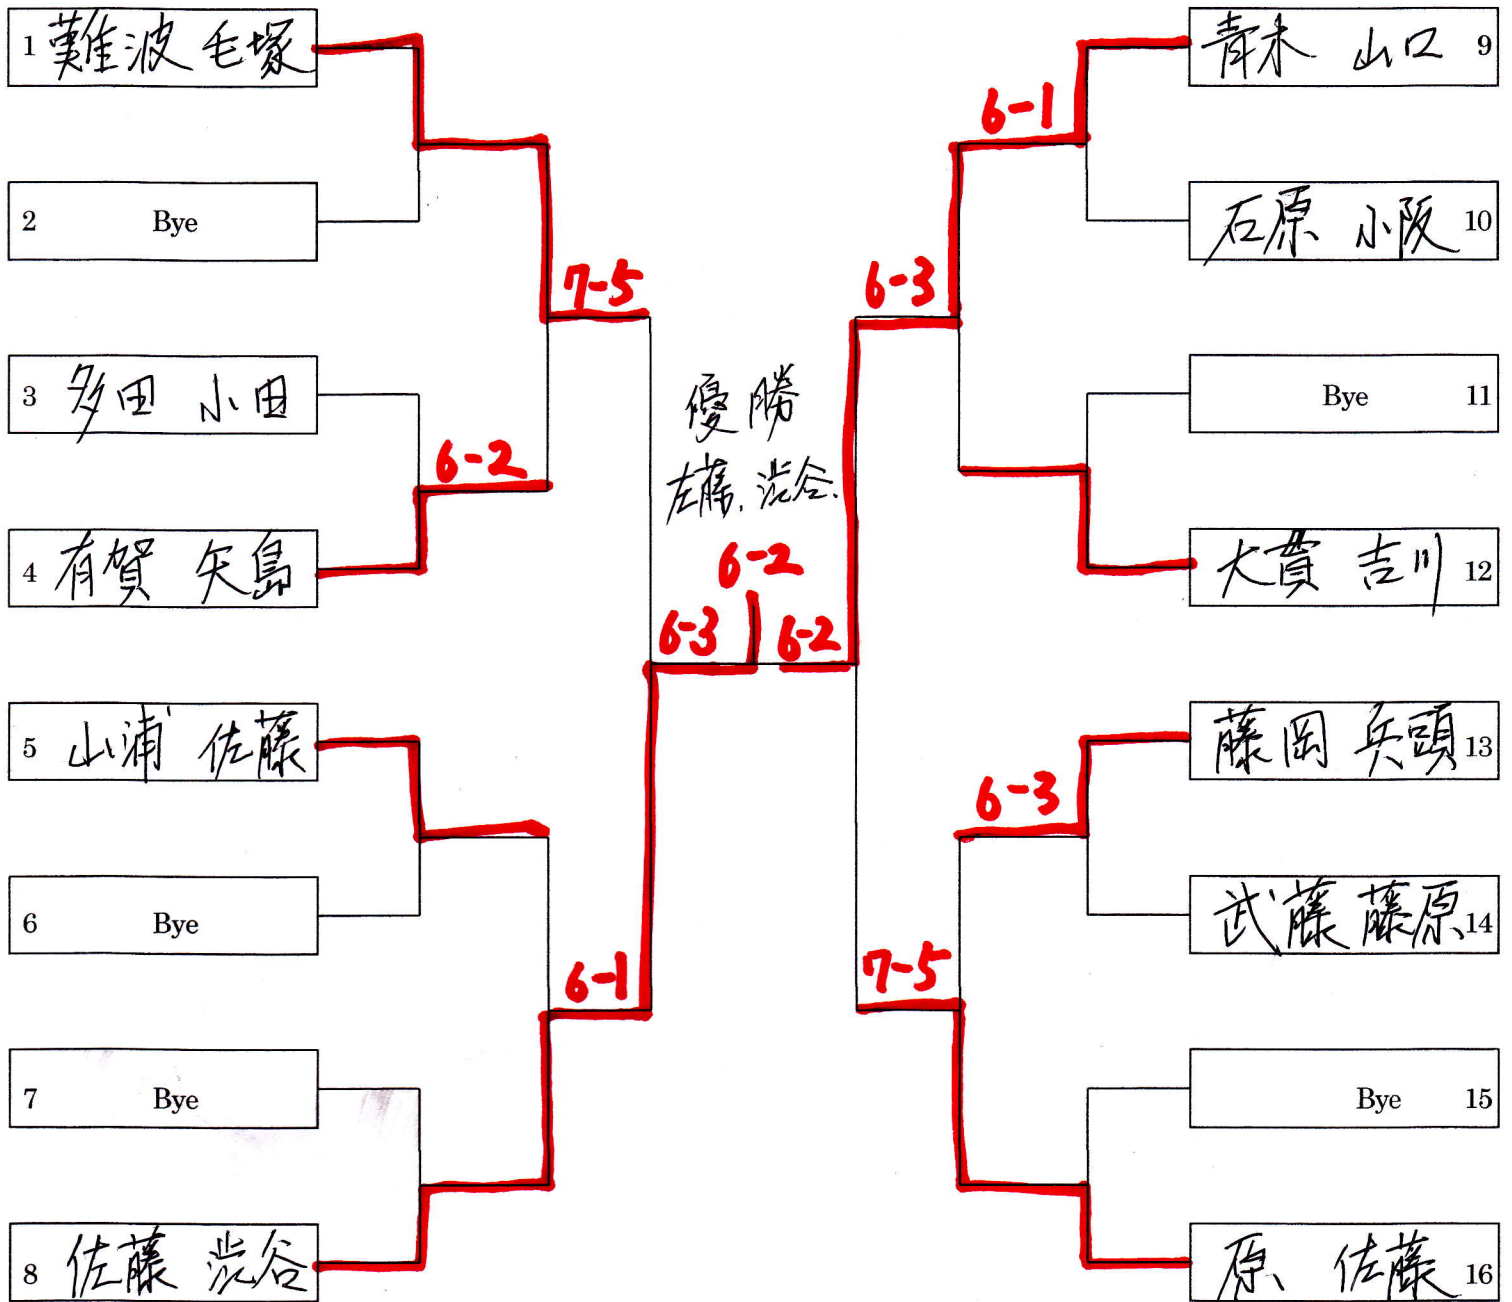 1 難波 毛塚
2 Bye
7-5
3 多田 小田
6-2
4 有賀 矢島
5 山浦 佐藤
6 Bye
6-1
7 Bye
8 佐藤 渋谷
優勝
佐藤. 渋谷.
6-2
6-3 6-2
青木 山口 9
6-1
石原 小阪 10
6-3
Bye 11
大貫 吉川 12
藤岡 兵頭 13
6-3
武藤 藤原 14
7-5
Bye 15
原 佐藤 16